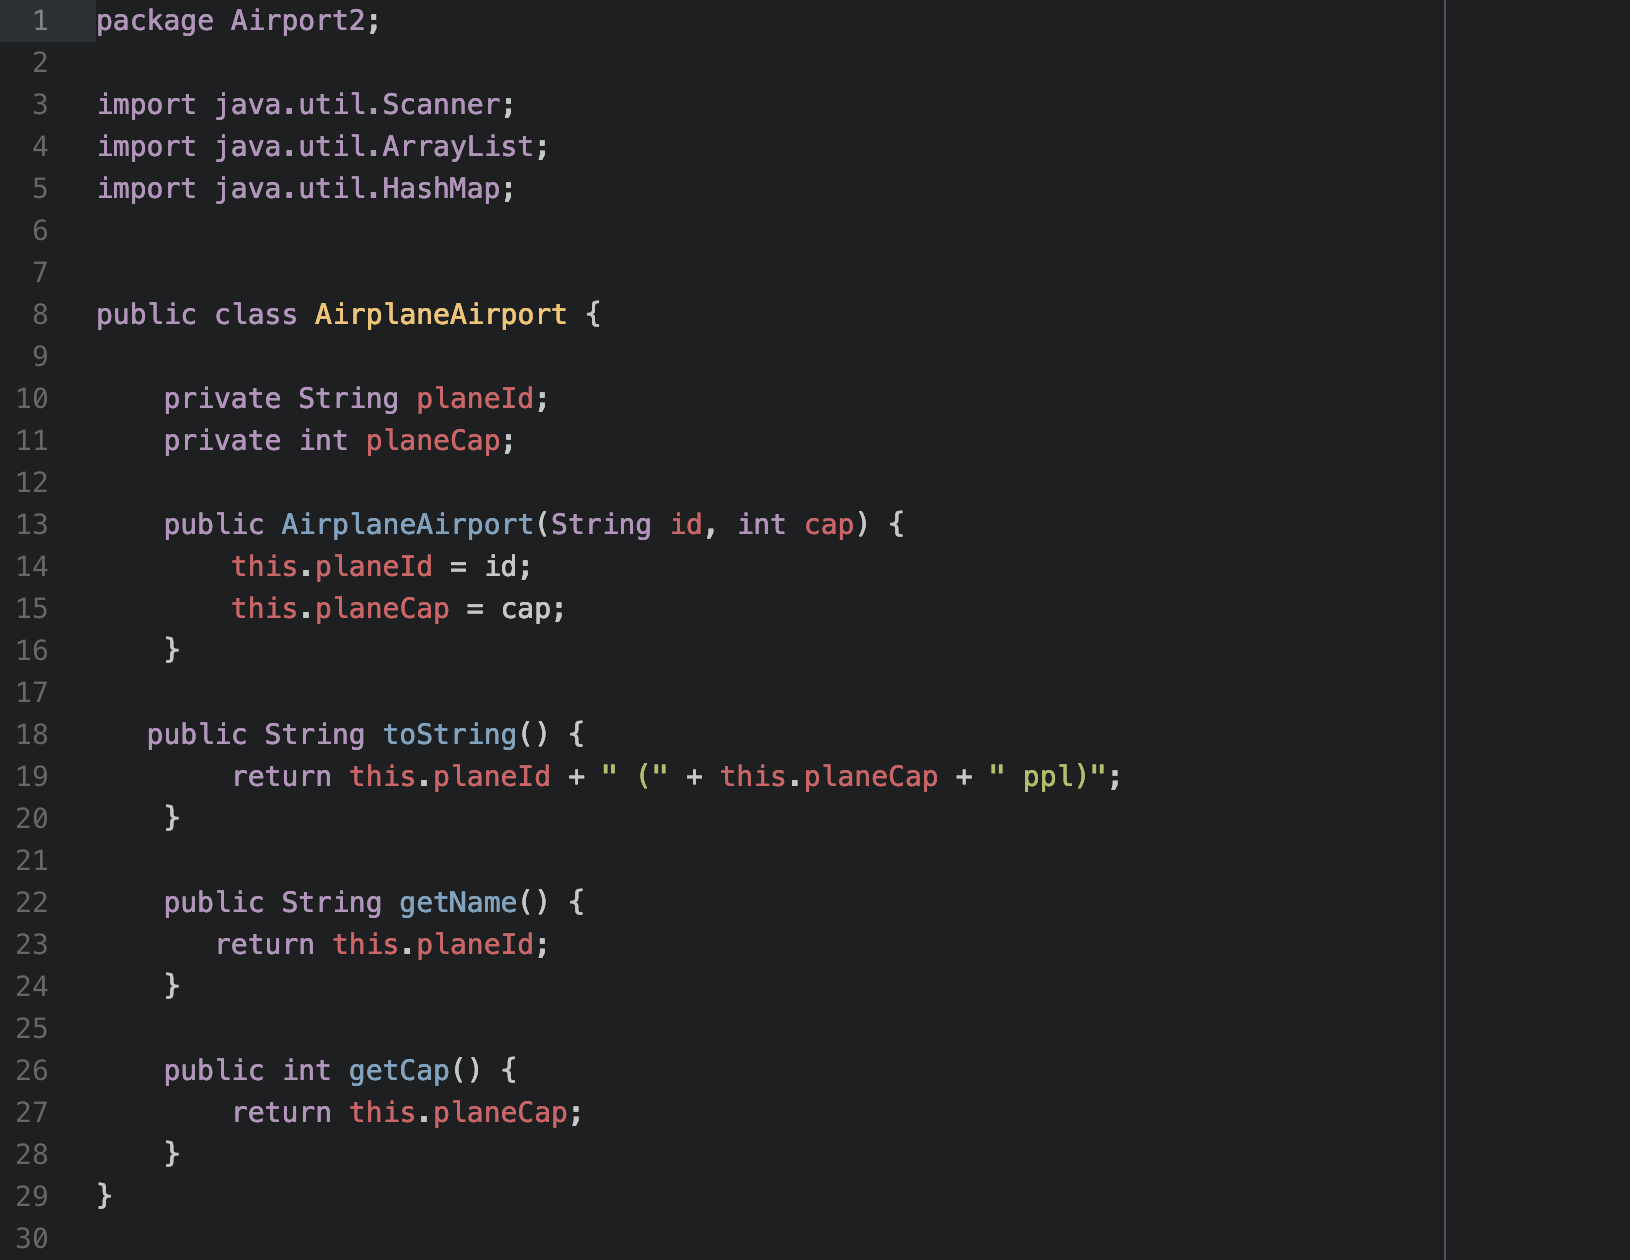 1 package Airport2;
2
3 import java.util.Scanner;
4 import java.util.ArrayList;
5 import java.util.HashMap;
6
7
8 public class AirplaneAirport {
9
10     private String planeId;
11     private int planeCap;
12
13     public AirplaneAirport(String id, int cap) {
14         this.planeId = id;
15         this.planeCap = cap;
16     }
17
18    public String toString() {
19         return this.planeId + " (" + this.planeCap + " ppl)";
20     }
21
22     public String getName() {
23        return this.planeId;
24     }
25
26     public int getCap() {
27         return this.planeCap;
28     }
29 }
30